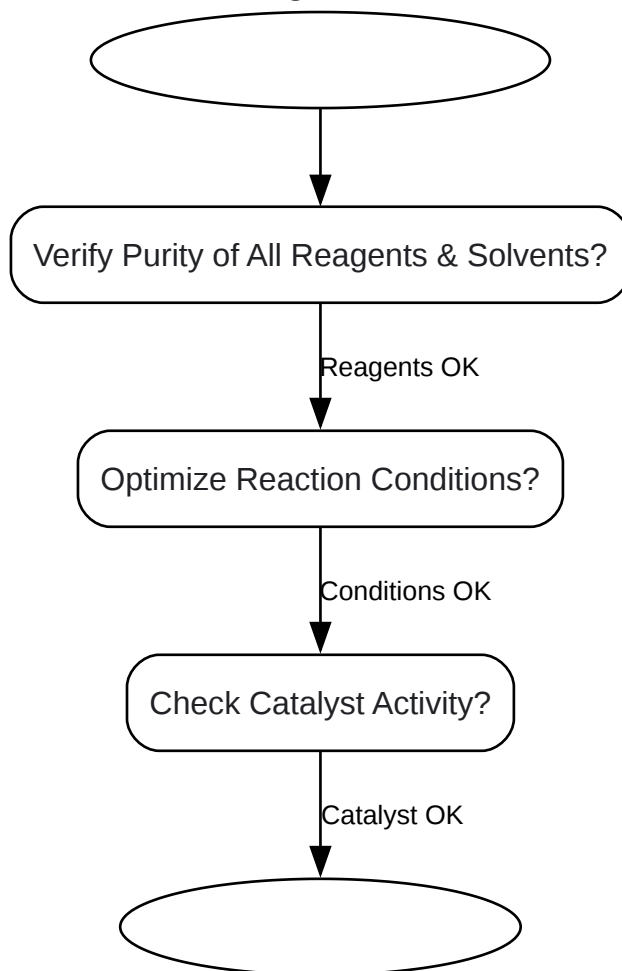 Verify Purity of All Reagents & Solvents?
Reagents OK
Optimize Reaction Conditions?
Conditions OK
Check Catalyst Activity?
Catalyst OK